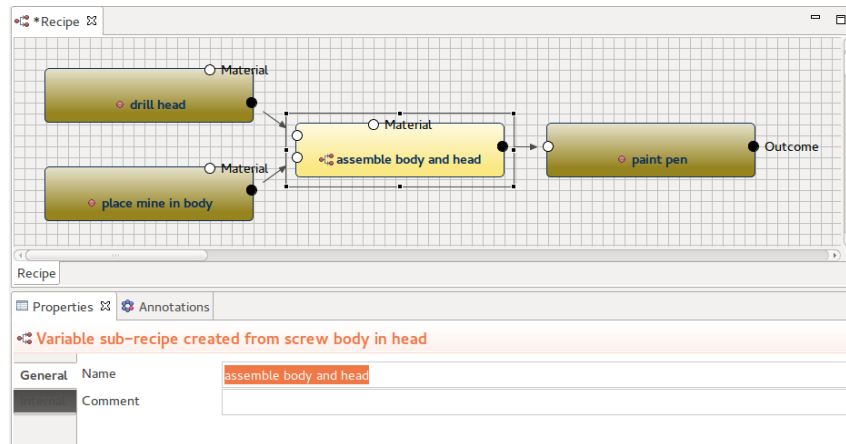 *Recipe
Material
drill head
Material
assemble body and head
Material
place mine in body
paint pen
Outcome
Recipe
Properties Annotations
Variable sub-recipe created from screw body in head
General Name assemble body and head
Internal Comment